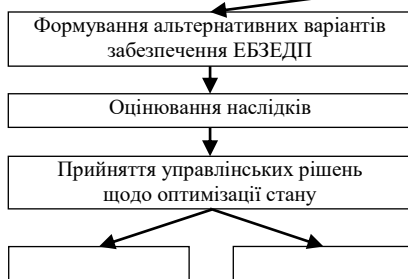 Формування альтернативних варіантів
забезпечення ЕБЗЕДП
Оцінювання наслідків
Прийняття управлінських рішень
щодо оптимізації стану